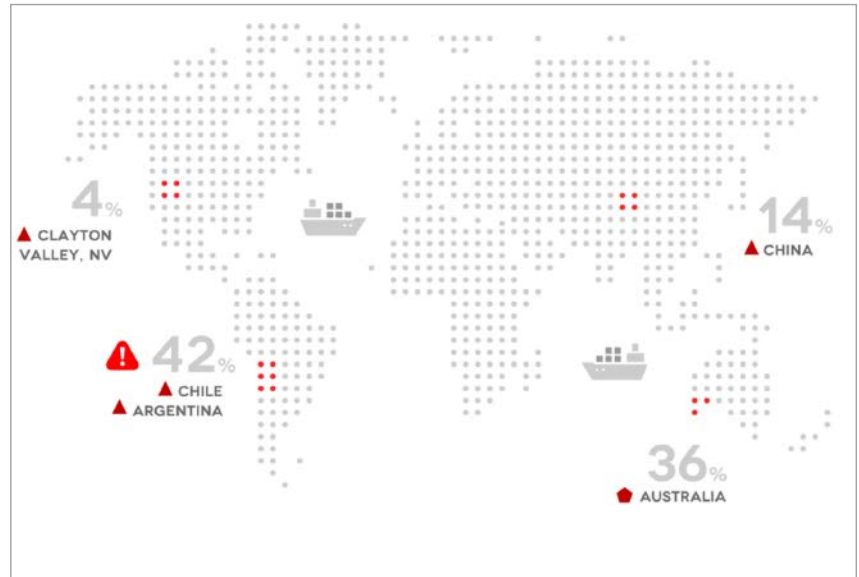 4%
CLAYTON
VALLEY, NV
14%
CHINA
!
42%
CHILE
ARGENTINA
36%
AUSTRALIA